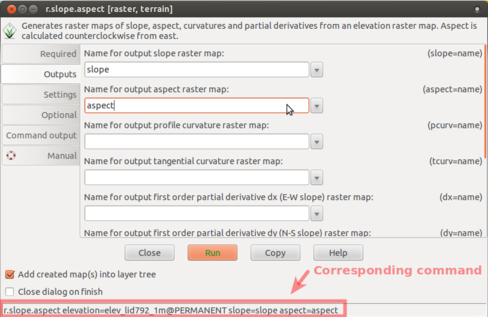 r.slope.aspect [raster, terrain]
Generates raster maps of slope, aspect, curvatures and partial derivatives from an elevation raster map. Aspect is
calculated counterclockwise from east.
Required
Outputs
Settings
Optional
Command output
Manual
Name for output slope raster map: (slope=name)
slope
Name for output aspect raster map: (aspect=name)
aspect
Name for output profile curvature raster map: (pcurv=name)
Name for output tangential curvature raster map: (tcurv=name)
Name for output first order partial derivative dx (E-W slope) raster map: (dx=name)
Name for output first order partial derivative dy (N-S slope) raster map: (dy=name)
Close Run Copy Help
Add created map(s) into layer tree
Corresponding command
Close dialog on finish
r.slope.aspect elevation=elev_lid792_1m@PERMANENT slope=slope aspect=aspect